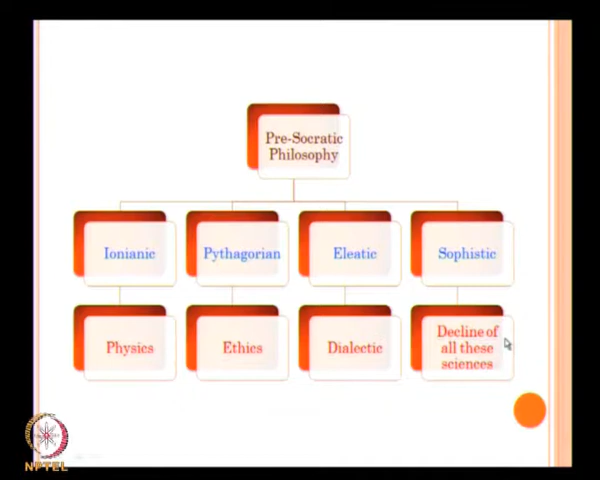 Pre-Socratic
Philosophy
Ionianic
Pythagorian
Eleatic
Sophistic
Physics
Ethics
Dialectic
Decline of
all these
sciences
NPTEL